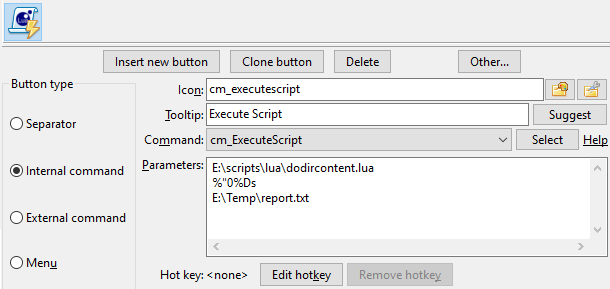 Insert new button Clone button Delete Other...
Button type
Icon: cm_executescript
Tooltip: Execute Script Suggest
Separator
Command: cm_ExecuteScript Select Help
Internal command
Parameters: E:\scripts\lua\dodircontent.lua
%"0%Ds
E:\Temp\report.txt
External command
Menu
Hot key: <none> Edit hotkey Remove hotkey